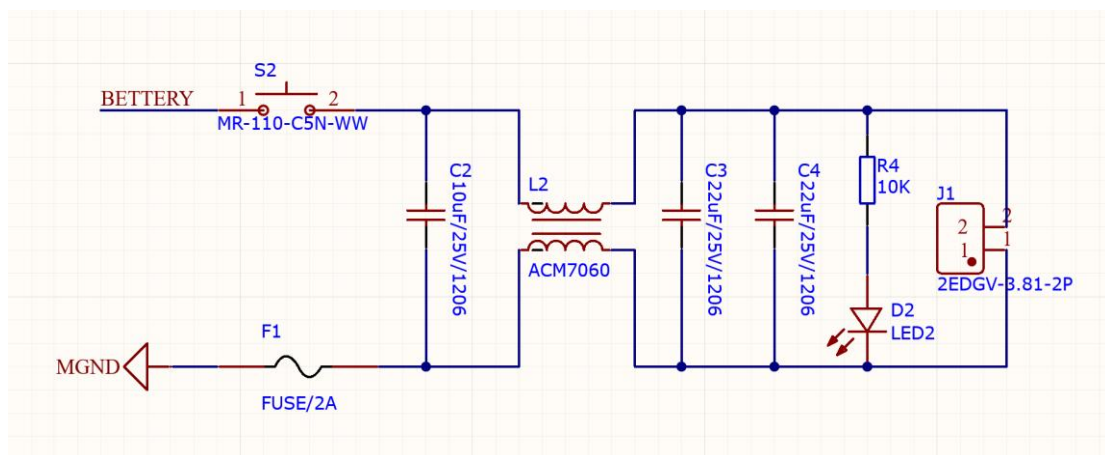 S2
BETTERY
1
2
MR-110-C5N-WW
C2
10uF/25V/1206
L2
ACM7060
C3
22uF/25V/1206
C4
22uF/25V/1206
R4
10K
J1
2
2
1
1
2EDGV-3.81-2P
D2
LED2
F1
MGND
FUSE/2A